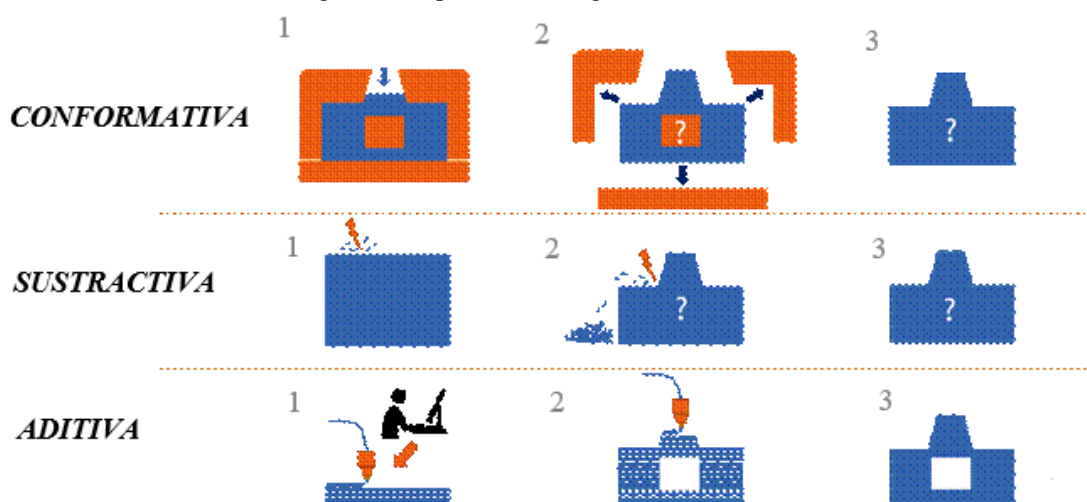 1 2 3
CONFORMATIVA
? ?
1 2 3
SUSTRACTIVA
? ?
1 2 3
ADITIVA